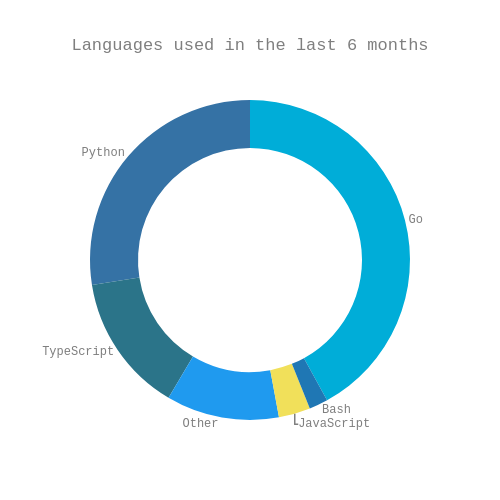 Languages used in the last 6 months
Python
Go
TypeScript
Bash
Other
JavaScript